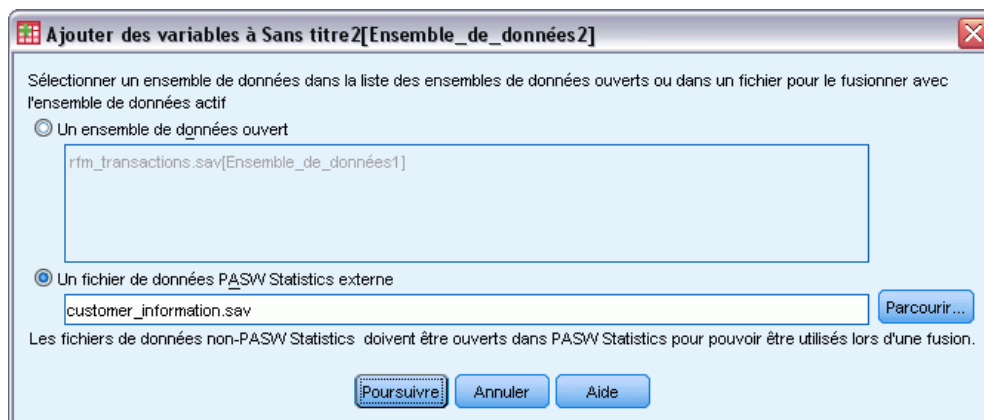 Ajouter des variables à Sans titre2[Ensemble_de_données2]
Sélectionner un ensemble de données dans la liste des ensembles de données ouverts ou dans un fichier pour le fusionner avec
l'ensemble de données actif
Un ensemble de données ouvert
rfm_transactions.sav[Ensemble_de_données1]
Un fichier de données PASW Statistics externe
customer_information.sav
Parcourir...
Les fichiers de données non-PASW Statistics doivent être ouverts dans PASW Statistics pour pouvoir être utilisés lors d'une fusion.
Poursuivre Annuler Aide